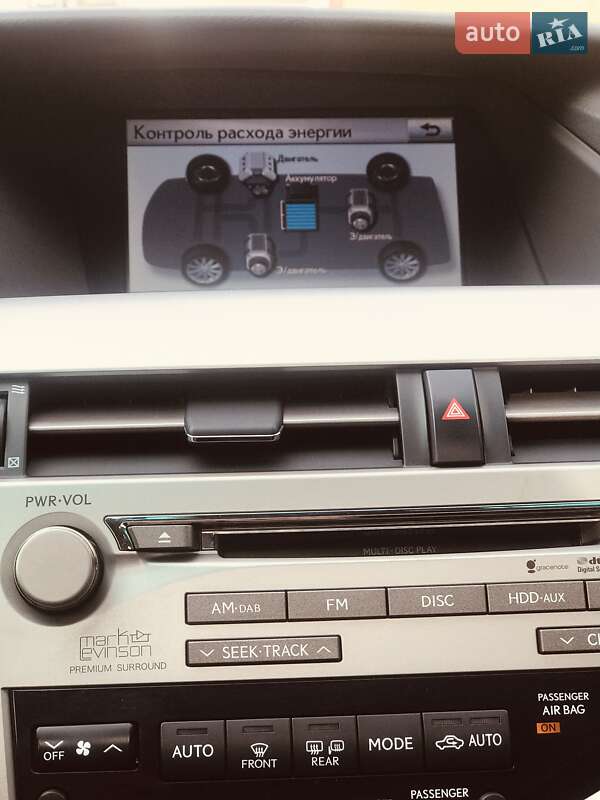 auto RIA .com
Контроль расхода энергии
Двигатель
Аккумулятор
Э/двигатель
Э/двигатель
PWR·VOL
MULTI-DISC PLAY
gracenote
Digital S
AM·DAB FM DISC HDD·AUX
SEEK·TRACK
mark levinson
PREMIUM SURROUND
PASSENGER
AIR BAG
ON
OFF AUTO FRONT REAR MODE AUTO
PASSENGER